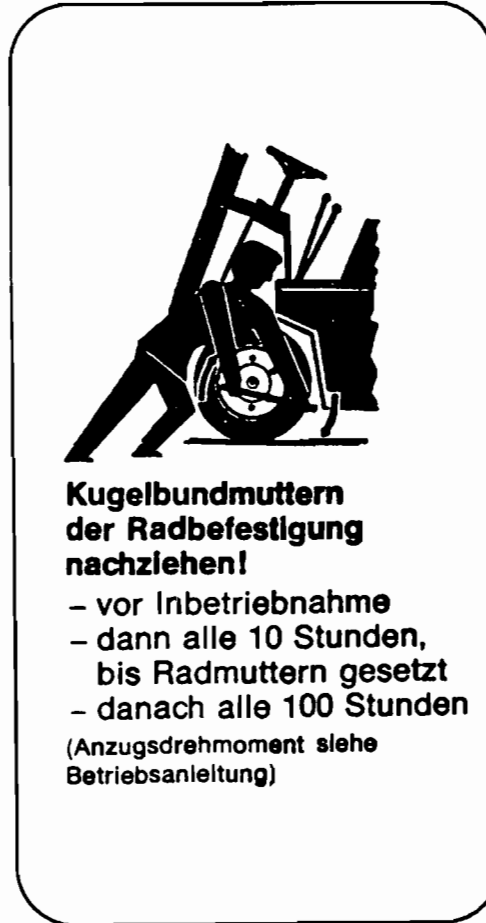 Kugelbundmuttern
der Radbefestigung
nachziehen!
– vor Inbetriebnahme
– dann alle 10 Stunden,
bis Radmuttern gesetzt
– danach alle 100 Stunden
(Anzugsdrehmoment siehe
Betriebsanleitung)